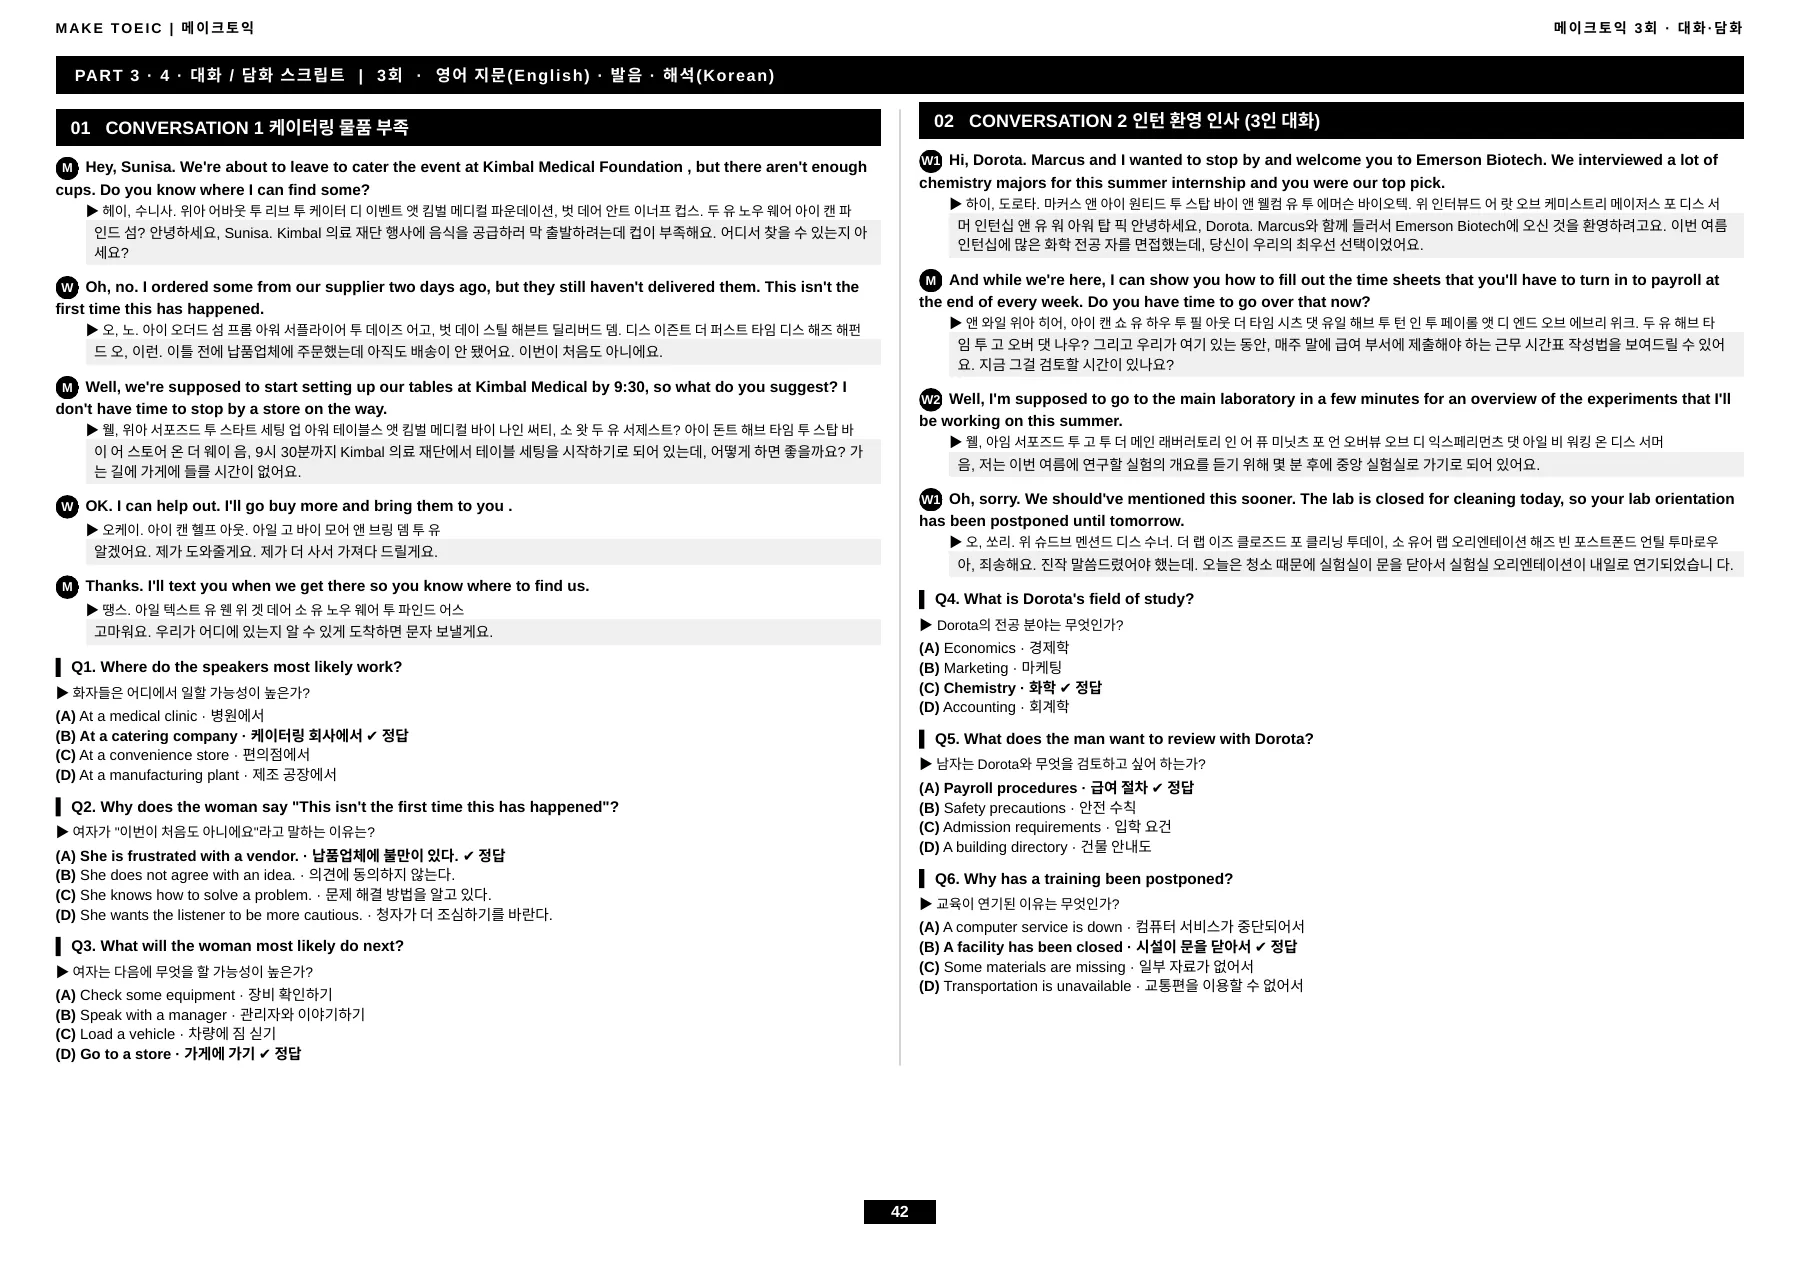 MAKE TOEIC | 메이크토익
메이크토익 3회 · 대화·담화
PART 3 · 4 · 대화 / 담화 스크립트 | 3회 · 영어 지문(English) · 발음 · 해석(Korean)
01 CONVERSATION 1 케이터링 물품 부족
M Hey, Sunisa. We're about to leave to cater the event at Kimbal Medical Foundation , but there aren't enough
cups. Do you know where I can find some?
▶ 헤이, 수니사. 위아 어바웃 투 리브 투 케이터 디 이벤트 앳 킴벌 메디컬 파운데이션, 벗 데어 안트 이너프 컵스. 두 유 노우 웨어 아이 캔 파
인드 섬? 안녕하세요, Sunisa. Kimbal 의료 재단 행사에 음식을 공급하러 막 출발하려는데 컵이 부족해요. 어디서 찾을 수 있는지 아
세요?
W Oh, no. I ordered some from our supplier two days ago, but they still haven't delivered them. This isn't the
first time this has happened.
▶ 오, 노. 아이 오더드 섬 프롬 아워 서플라이어 투 데이즈 어고, 벗 데이 스틸 해븐트 딜리버드 뎀. 디스 이즌트 더 퍼스트 타임 디스 해즈 해펀
드 오, 이런. 이틀 전에 납품업체에 주문했는데 아직도 배송이 안 됐어요. 이번이 처음도 아니에요.
M Well, we're supposed to start setting up our tables at Kimbal Medical by 9:30, so what do you suggest? I
don't have time to stop by a store on the way.
▶ 웰, 위아 서포즈드 투 스타트 세팅 업 아워 테이블스 앳 킴벌 메디컬 바이 나인 써티, 소 왓 두 유 서제스트? 아이 돈트 해브 타임 투 스탑 바
이 어 스토어 온 더 웨이 음, 9시 30분까지 Kimbal 의료 재단에서 테이블 세팅을 시작하기로 되어 있는데, 어떻게 하면 좋을까요? 가
는 길에 가게에 들를 시간이 없어요.
W OK. I can help out. I'll go buy more and bring them to you .
▶ 오케이. 아이 캔 헬프 아웃. 아일 고 바이 모어 앤 브링 뎀 투 유
알겠어요. 제가 도와줄게요. 제가 더 사서 가져다 드릴게요.
M Thanks. I'll text you when we get there so you know where to find us.
▶ 땡스. 아일 텍스트 유 웬 위 겟 데어 소 유 노우 웨어 투 파인드 어스
고마워요. 우리가 어디에 있는지 알 수 있게 도착하면 문자 보낼게요.
Q1. Where do the speakers most likely work?
▶ 화자들은 어디에서 일할 가능성이 높은가?
(A) At a medical clinic · 병원에서
(B) At a catering company · 케이터링 회사에서 ✔ 정답
(C) At a convenience store · 편의점에서
(D) At a manufacturing plant · 제조 공장에서
Q2. Why does the woman say "This isn't the first time this has happened"?
▶ 여자가 "이번이 처음도 아니에요"라고 말하는 이유는?
(A) She is frustrated with a vendor. · 납품업체에 불만이 있다. ✔ 정답
(B) She does not agree with an idea. · 의견에 동의하지 않는다.
(C) She knows how to solve a problem. · 문제 해결 방법을 알고 있다.
(D) She wants the listener to be more cautious. · 청자가 더 조심하기를 바란다.
Q3. What will the woman most likely do next?
▶ 여자는 다음에 무엇을 할 가능성이 높은가?
(A) Check some equipment · 장비 확인하기
(B) Speak with a manager · 관리자와 이야기하기
(C) Load a vehicle · 차량에 짐 싣기
(D) Go to a store · 가게에 가기 ✔ 정답
02 CONVERSATION 2 인턴 환영 인사 (3인 대화)
W1 Hi, Dorota. Marcus and I wanted to stop by and welcome you to Emerson Biotech. We interviewed a lot of
chemistry majors for this summer internship and you were our top pick.
▶ 하이, 도로타. 마커스 앤 아이 원티드 투 스탑 바이 앤 웰컴 유 투 에머슨 바이오텍. 위 인터뷰드 어 랏 오브 케미스트리 메이저스 포 디스 서
머 인턴십 앤 유 워 아워 탑 픽 안녕하세요, Dorota. Marcus와 함께 들러서 Emerson Biotech에 오신 것을 환영하려고요. 이번 여름
인턴십에 많은 화학 전공 자를 면접했는데, 당신이 우리의 최우선 선택이었어요.
M And while we're here, I can show you how to fill out the time sheets that you'll have to turn in to payroll at
the end of every week. Do you have time to go over that now?
▶ 앤 와일 위아 히어, 아이 캔 쇼 유 하우 투 필 아웃 더 타임 시츠 댓 유일 해브 투 턴 인 투 페이롤 앳 디 엔드 오브 에브리 위크. 두 유 해브 타
임 투 고 오버 댓 나우? 그리고 우리가 여기 있는 동안, 매주 말에 급여 부서에 제출해야 하는 근무 시간표 작성법을 보여드릴 수 있어
요. 지금 그걸 검토할 시간이 있나요?
W2 Well, I'm supposed to go to the main laboratory in a few minutes for an overview of the experiments that I'll
be working on this summer.
▶ 웰, 아임 서포즈드 투 고 투 더 메인 래버러토리 인 어 퓨 미닛츠 포 언 오버뷰 오브 디 익스페리먼츠 댓 아일 비 워킹 온 디스 서머
음, 저는 이번 여름에 연구할 실험의 개요를 듣기 위해 몇 분 후에 중앙 실험실로 가기로 되어 있어요.
W1 Oh, sorry. We should've mentioned this sooner. The lab is closed for cleaning today, so your lab orientation
has been postponed until tomorrow.
▶ 오, 쏘리. 위 슈드브 멘션드 디스 수너. 더 랩 이즈 클로즈드 포 클리닝 투데이, 소 유어 랩 오리엔테이션 해즈 빈 포스트폰드 언틸 투마로우
아, 죄송해요. 진작 말씀드렸어야 했는데. 오늘은 청소 때문에 실험실이 문을 닫아서 실험실 오리엔테이션이 내일로 연기되었습니 다.
Q4. What is Dorota's field of study?
▶ Dorota의 전공 분야는 무엇인가?
(A) Economics · 경제학
(B) Marketing · 마케팅
(C) Chemistry · 화학 ✔ 정답
(D) Accounting · 회계학
Q5. What does the man want to review with Dorota?
▶ 남자는 Dorota와 무엇을 검토하고 싶어 하는가?
(A) Payroll procedures · 급여 절차 ✔ 정답
(B) Safety precautions · 안전 수칙
(C) Admission requirements · 입학 요건
(D) A building directory · 건물 안내도
Q6. Why has a training been postponed?
▶ 교육이 연기된 이유는 무엇인가?
(A) A computer service is down · 컴퓨터 서비스가 중단되어서
(B) A facility has been closed · 시설이 문을 닫아서 ✔ 정답
(C) Some materials are missing · 일부 자료가 없어서
(D) Transportation is unavailable · 교통편을 이용할 수 없어서
42